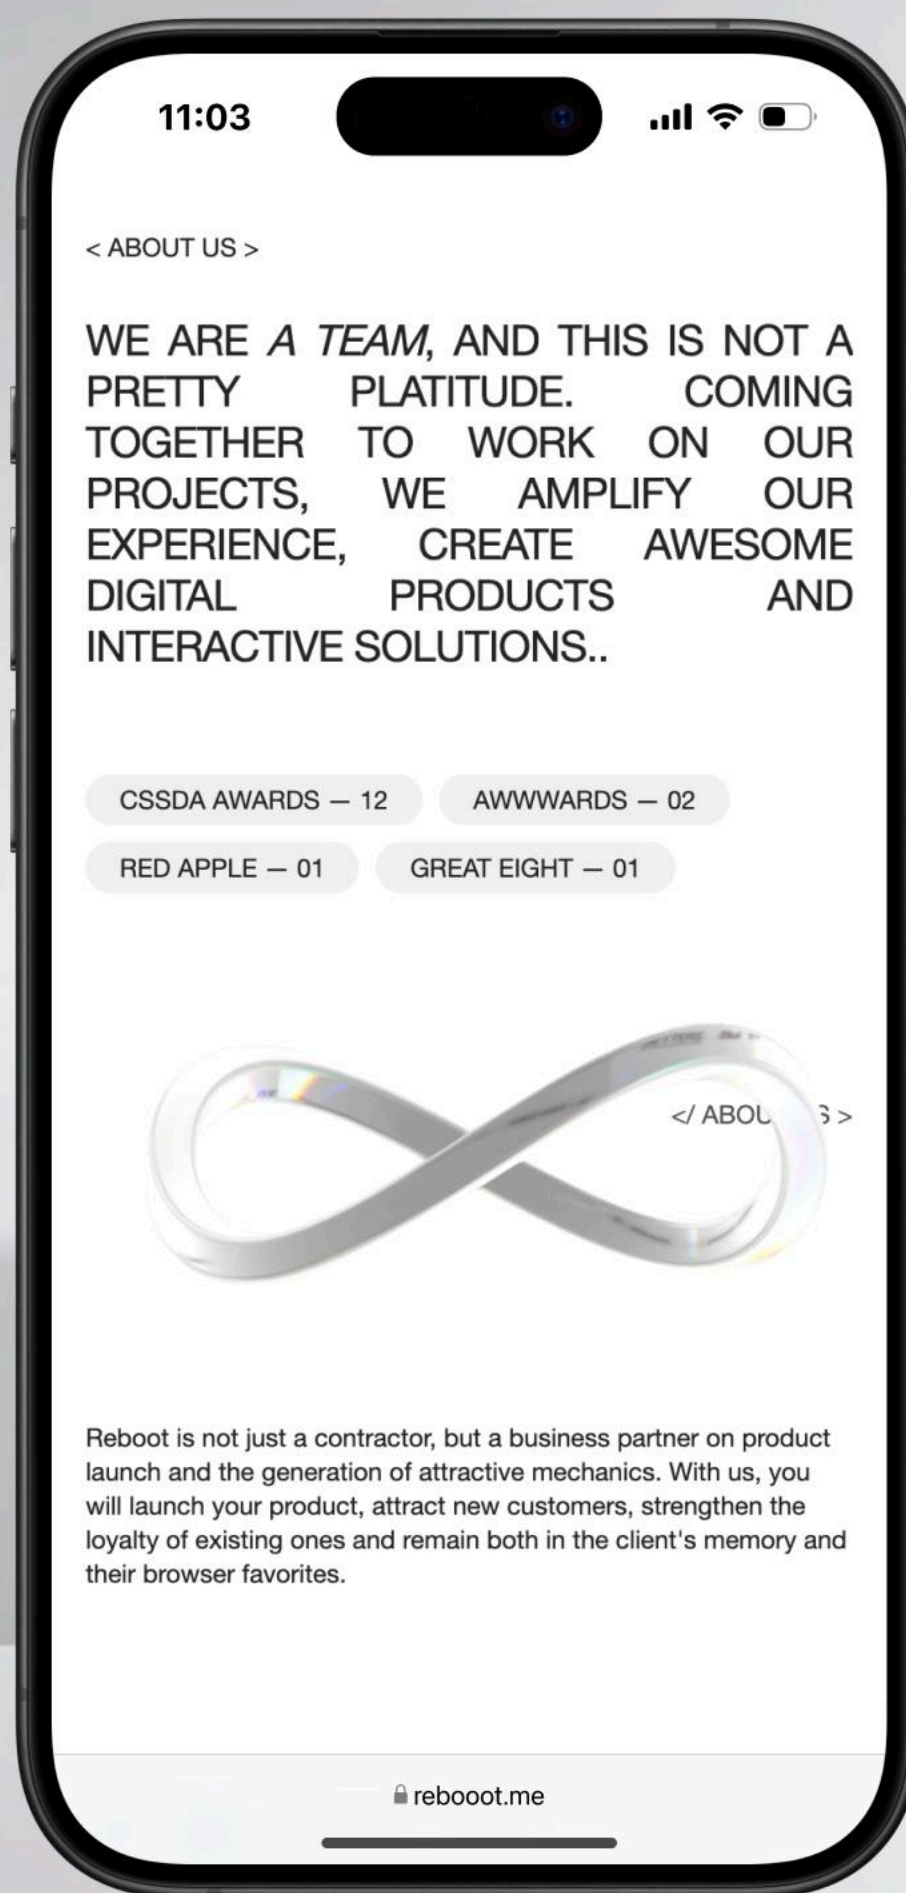 11:03
< ABOUT US >
WE ARE A TEAM, AND THIS IS NOT A
PRETTY PLATITUDE. COMING
TOGETHER TO WORK ON OUR
PROJECTS, WE AMPLIFY OUR
EXPERIENCE, CREATE AWESOME
DIGITAL PRODUCTS AND
INTERACTIVE SOLUTIONS..
CSSDA AWARDS — 12
AWWWARDS — 02
RED APPLE — 01
GREAT EIGHT — 01
</ >
Reboot is not just a contractor, but a business partner on product
launch and the generation of attractive mechanics. With us, you
will launch your product, attract new customers, strengthen the
loyalty of existing ones and remain both in the client's memory and
their browser favorites.
rebooot.me